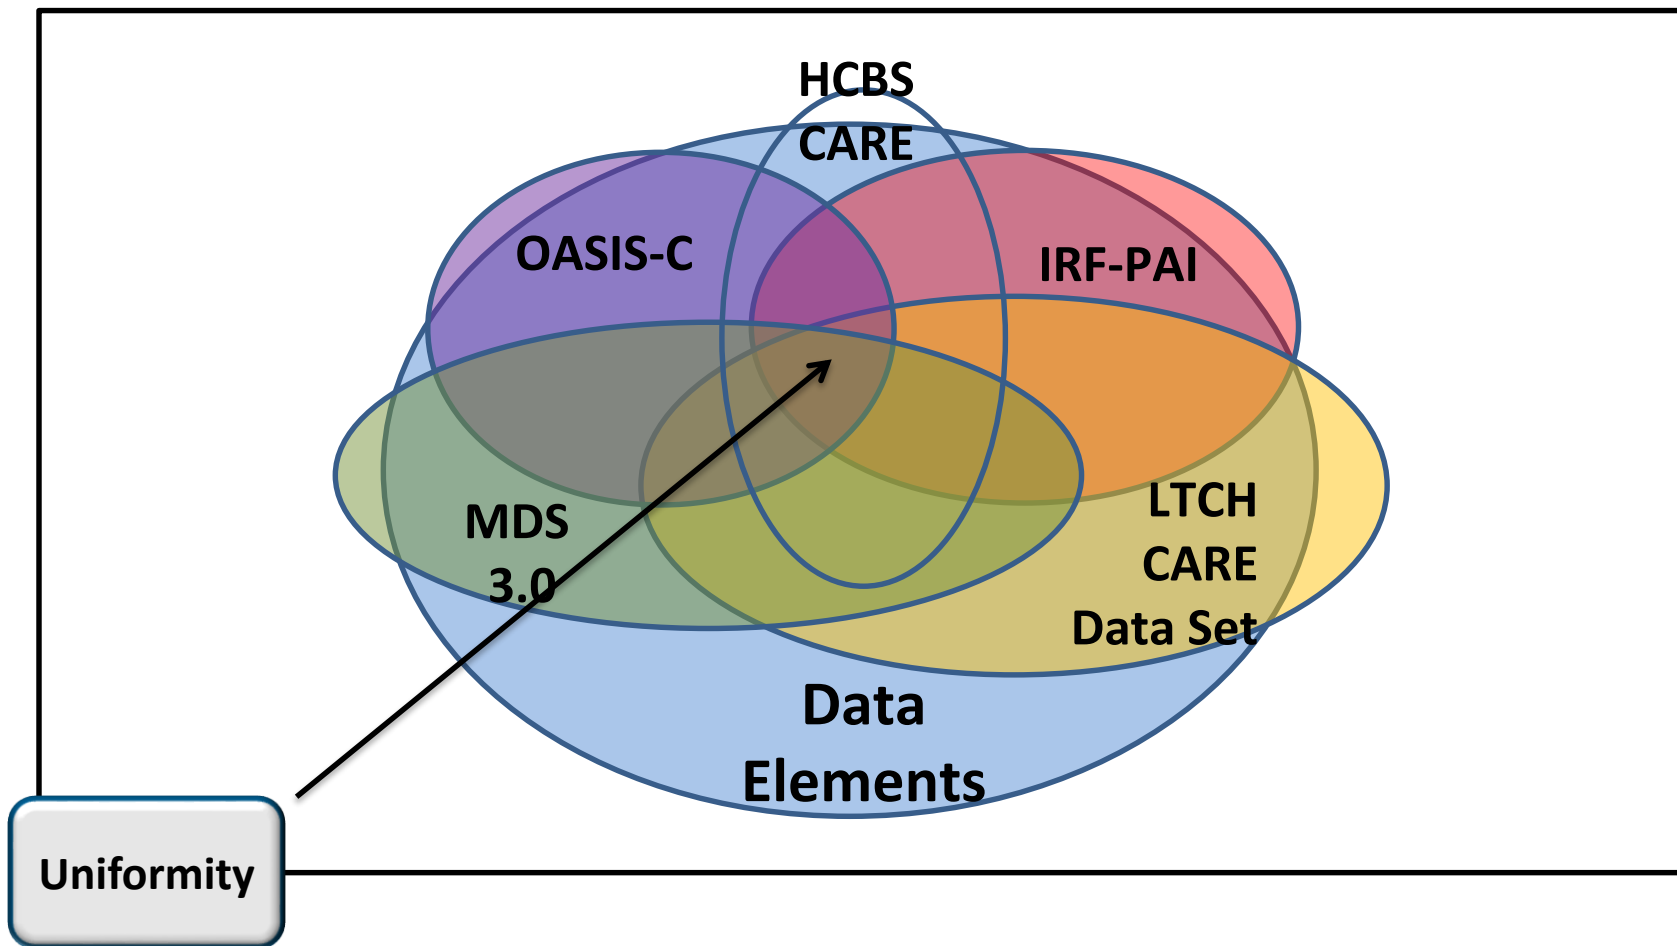 HCBS
CARE
OASIS-C
IRF-PAI
MDS
3.0
LTCH
CARE
Data Set
Data
Elements
Uniformity